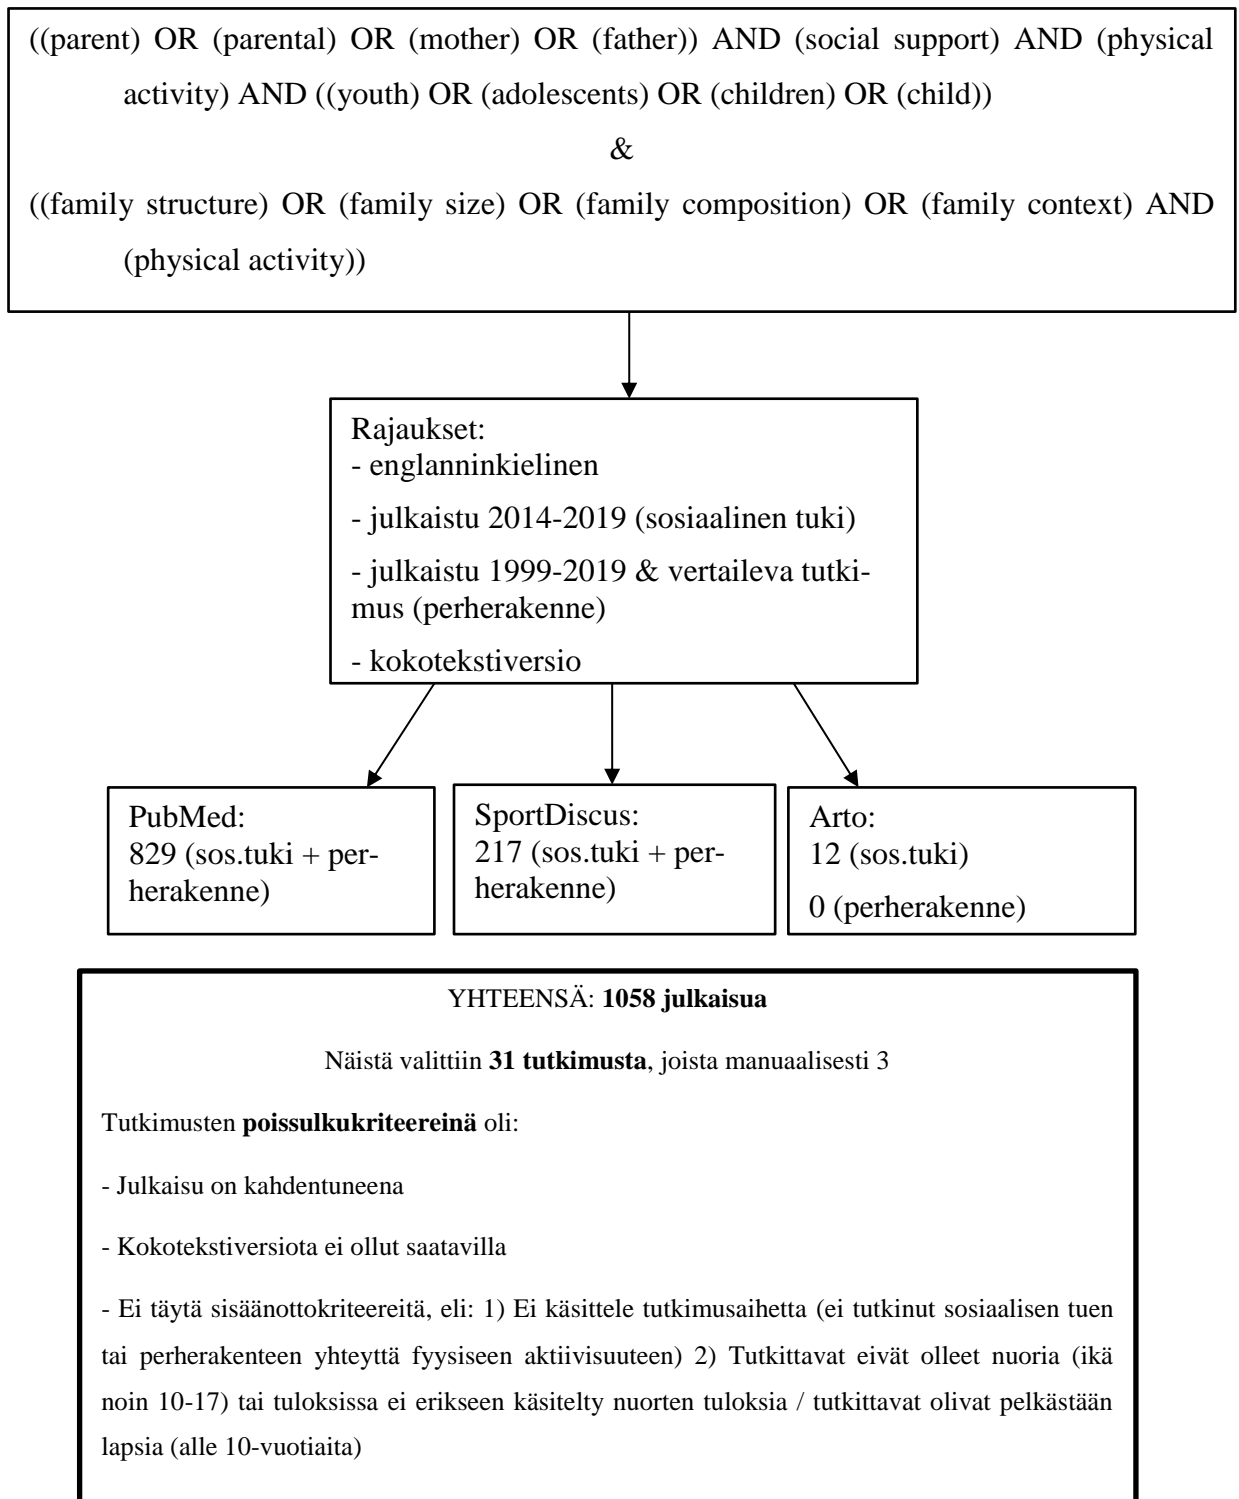 ((parent) OR (parental) OR (mother) OR (father)) AND (social support) AND (physical
activity) AND ((youth) OR (adolescents) OR (children) OR (child))
&
((family structure) OR (family size) OR (family composition) OR (family context) AND
(physical activity))
Rajaukset:
- englanninkielinen
- julkaistu 2014-2019 (sosiaalinen tuki)
- julkaistu 1999-2019 & vertaileva tutki-
mus (perherakenne)
- kokotekstiversio
PubMed:
829 (sos.tuki + per-
herakenne)
SportDiscus:
217 (sos.tuki + per-
herakenne)
Arto:
12 (sos.tuki)
0 (perherakenne)
YHTEENSÄ: 1058 julkaisua
Näistä valittiin 31 tutkimusta, joista manuaalisesti 3
Tutkimusten poissulkukriteereinä oli:
- Julkaisu on kahdentuneena
- Kokotekstiversiota ei ollut saatavilla
- Ei täytä sisäänottokriteereitä, eli: 1) Ei käsittele tutkimusaihetta (ei tutkinut sosiaalisen tuen
tai perherakenteen yhteyttä fyysiseen aktiivisuuteen) 2) Tutkittavat eivät olleet nuoria (ikä
noin 10-17) tai tuloksissa ei erikseen käsitelty nuorten tuloksia / tutkittavat olivat pelkästään
lapsia (alle 10-vuotiaita)